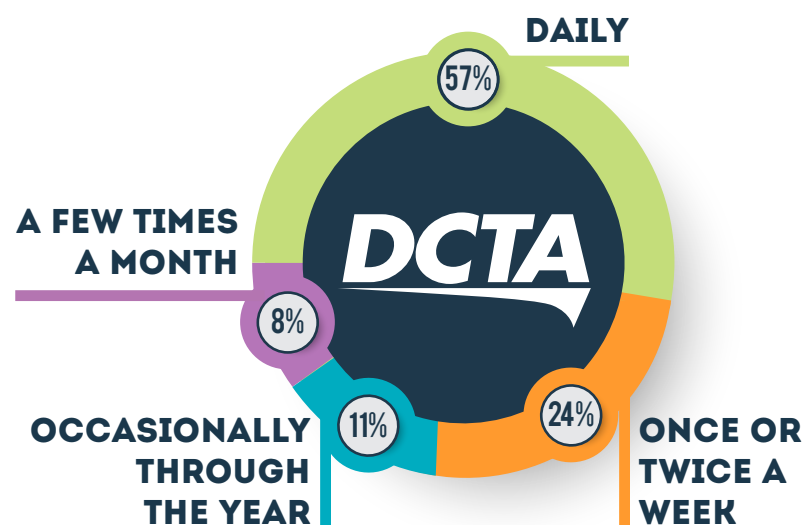 DAILY
57%
A FEW TIMES
A MONTH
DCTA
8%
OCCASIONALLY
THROUGH
THE YEAR
11%
24%
ONCE OR
TWICE A
WEEK